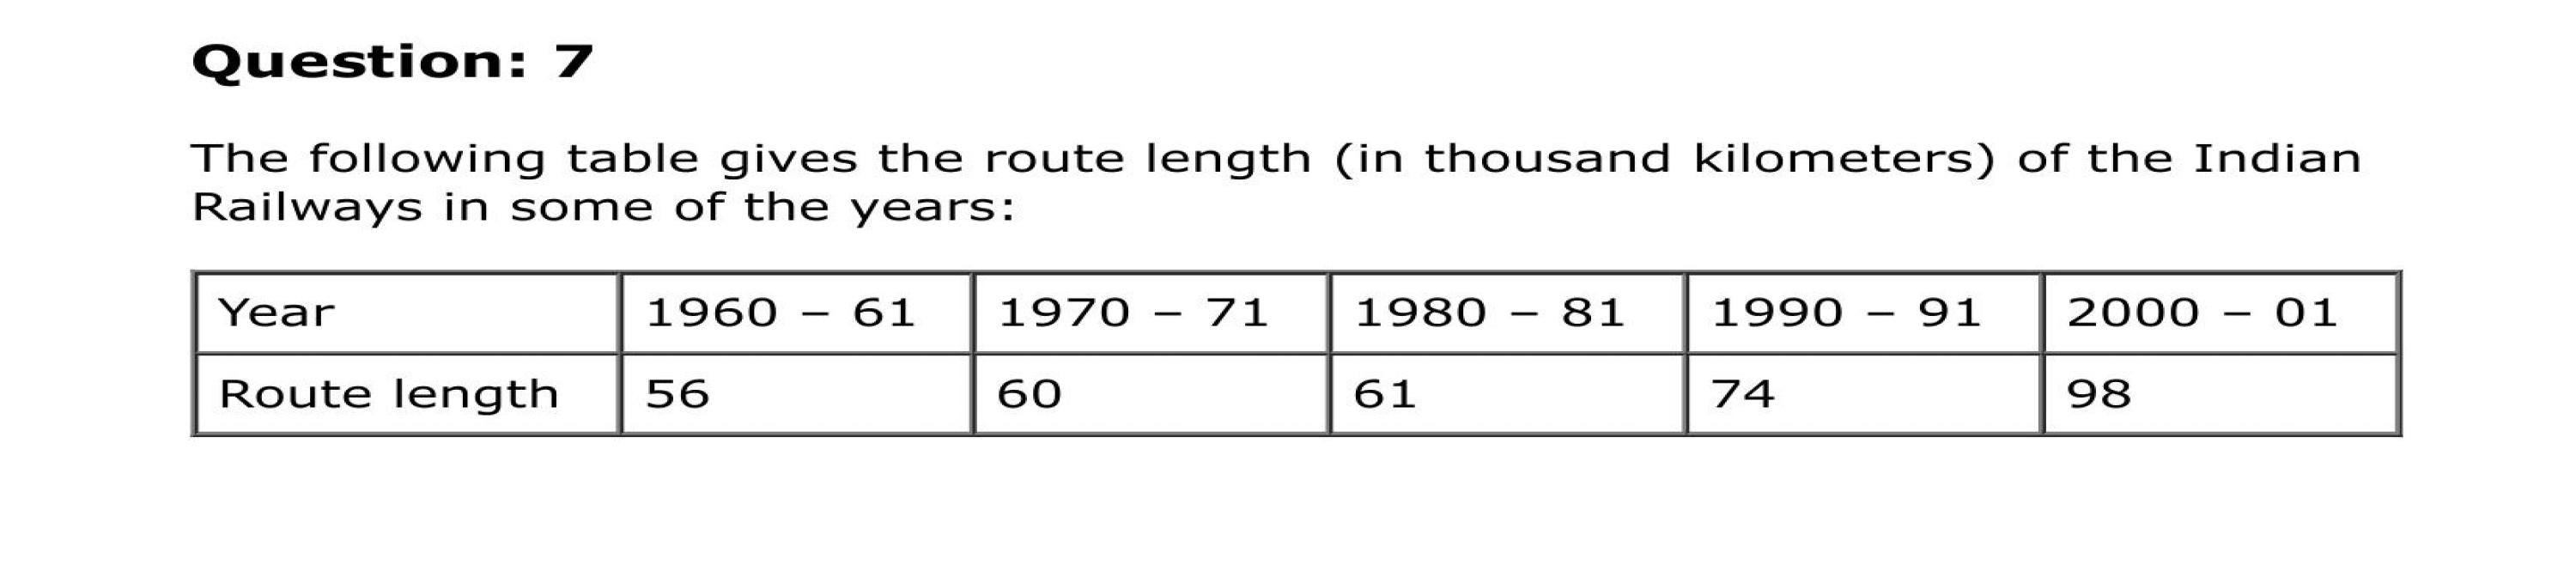 Question: 7
The following table gives the route length (in thousand kilometers) of the Indian
Railways in some of the years:
Year 1960 – 61 1970 – 71 1980 – 81 1990 – 91 2000 – 01
Route length 56 60 61 74 98